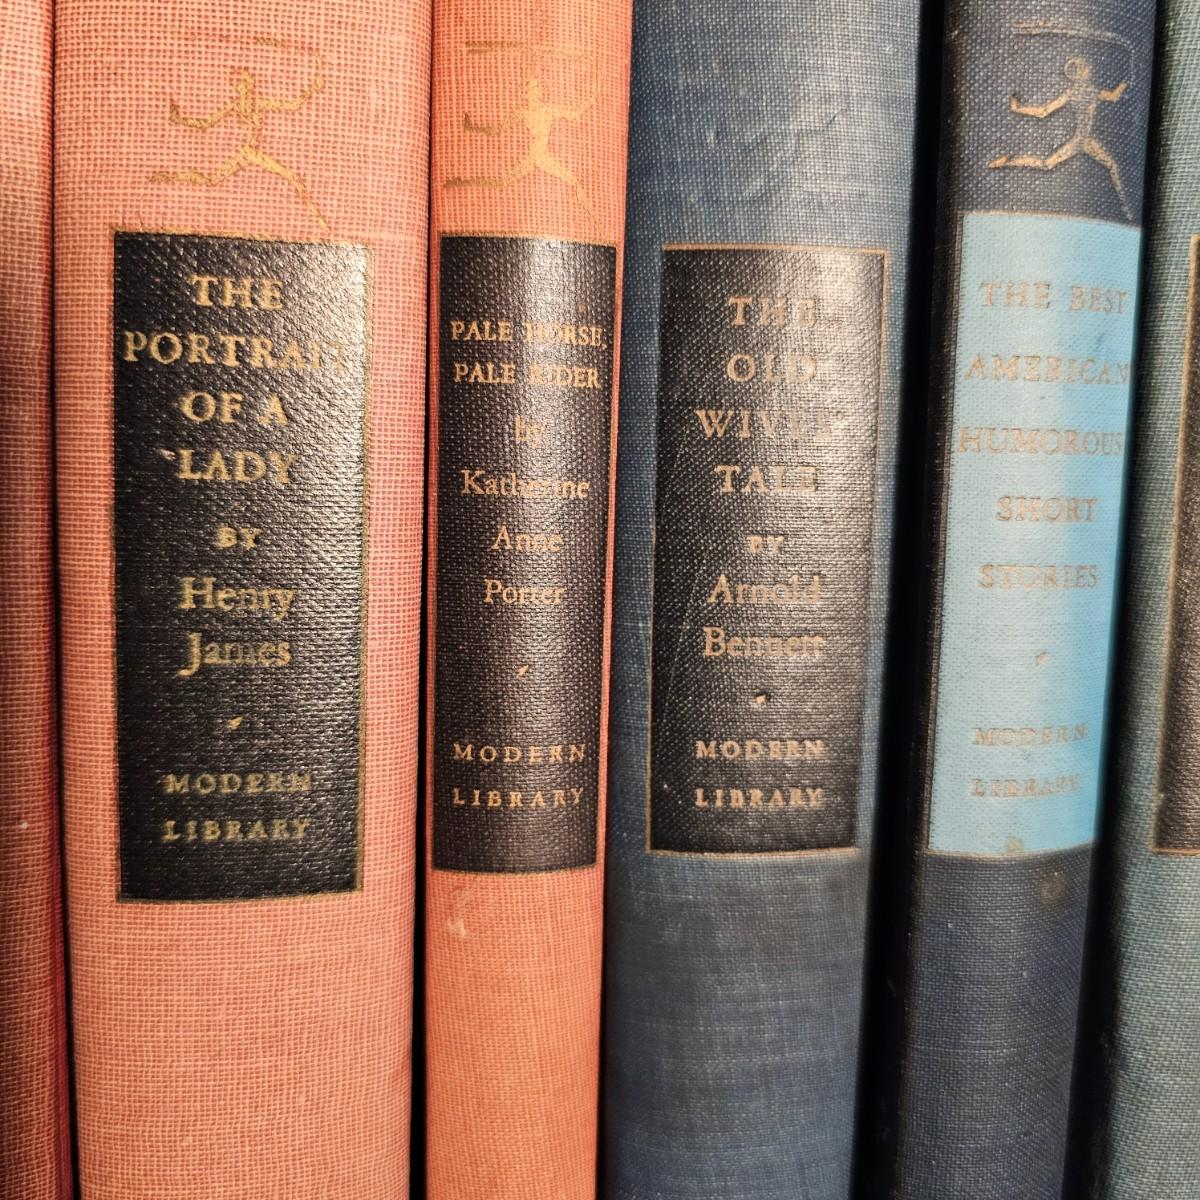 THE
PORTRAIT
OF A
LADY
BY
Henry
James
MODERN
LIBRARY
PALE HORSE,
PALE RIDER
by
Katherine
Anne
Porter
MODERN
LIBRARY
THE
OLD
WIVES'
TALE
BY
Arnold
Bennett
MODERN
LIBRARY
THE BEST
AMERICAN
HUMOROUS
SHORT
STORIES
MODERN
LIBRARY